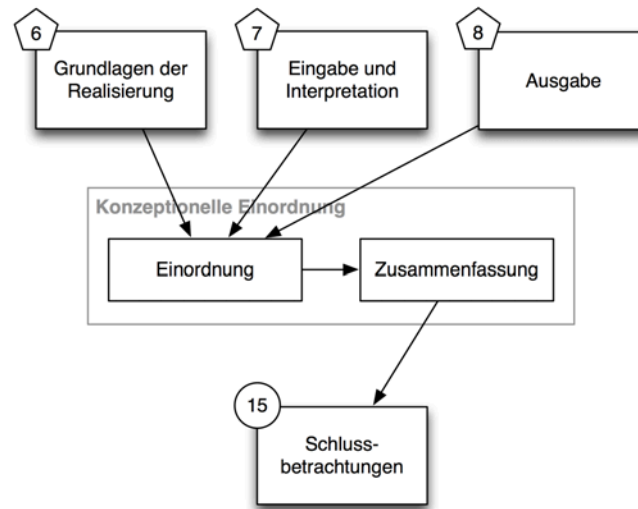 6
Grundlagen der
Realisierung
7
Eingabe und
Interpretation
8
Ausgabe
Konzeptionelle Einordnung
Einordnung
Zusammenfassung
15
Schluss-
betrachtungen